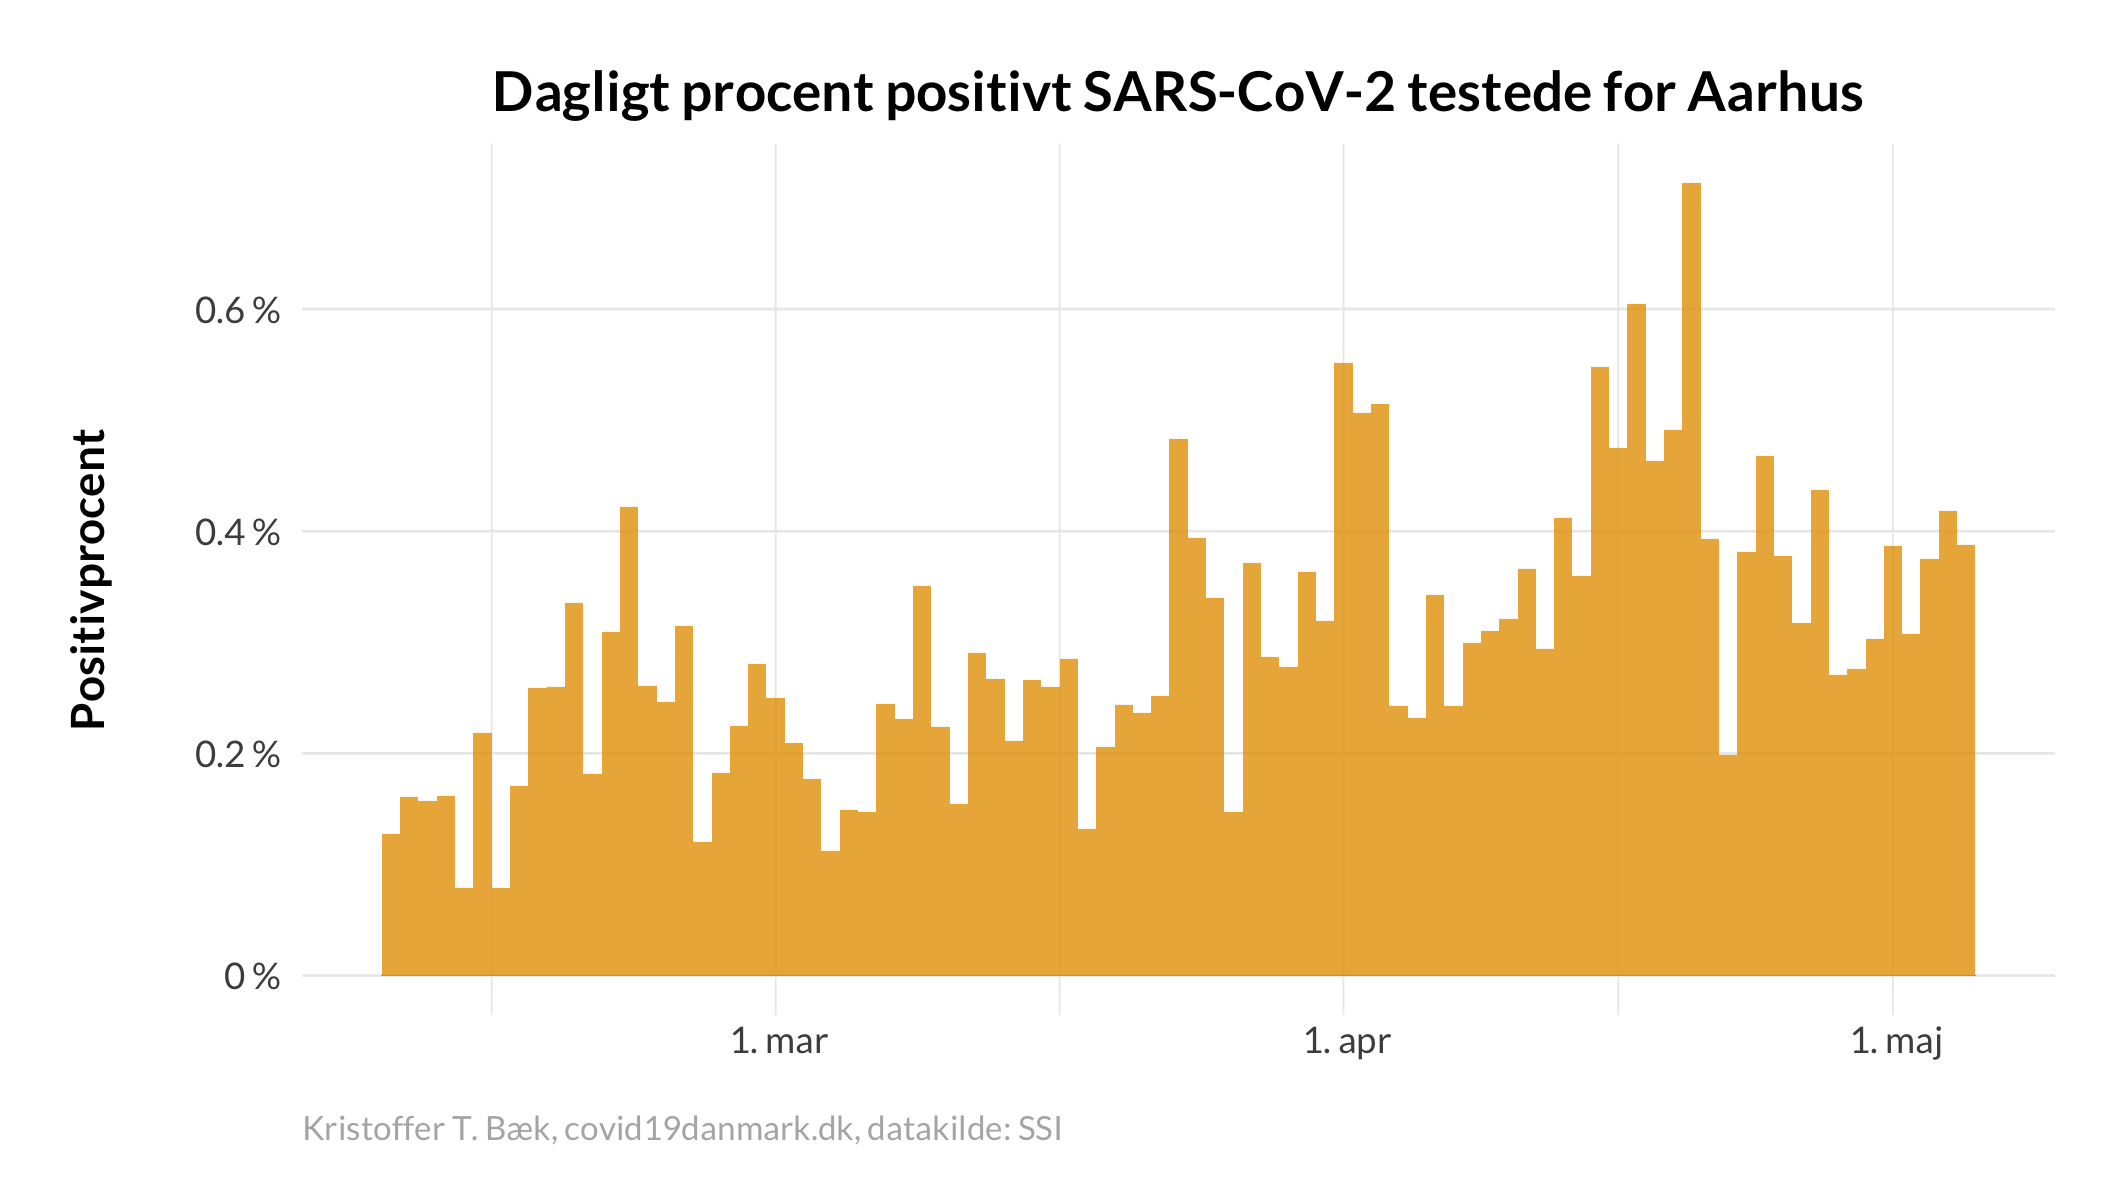 Dagligt procent positivt SARS-CoV-2 testede for Aarhus
Positivprocent
0.6 %
0.4 %
0.2 %
0 %
1. mar
1. apr
1. maj
Kristoffer T. Bæk, covid19danmark.dk, datakilde: SSI